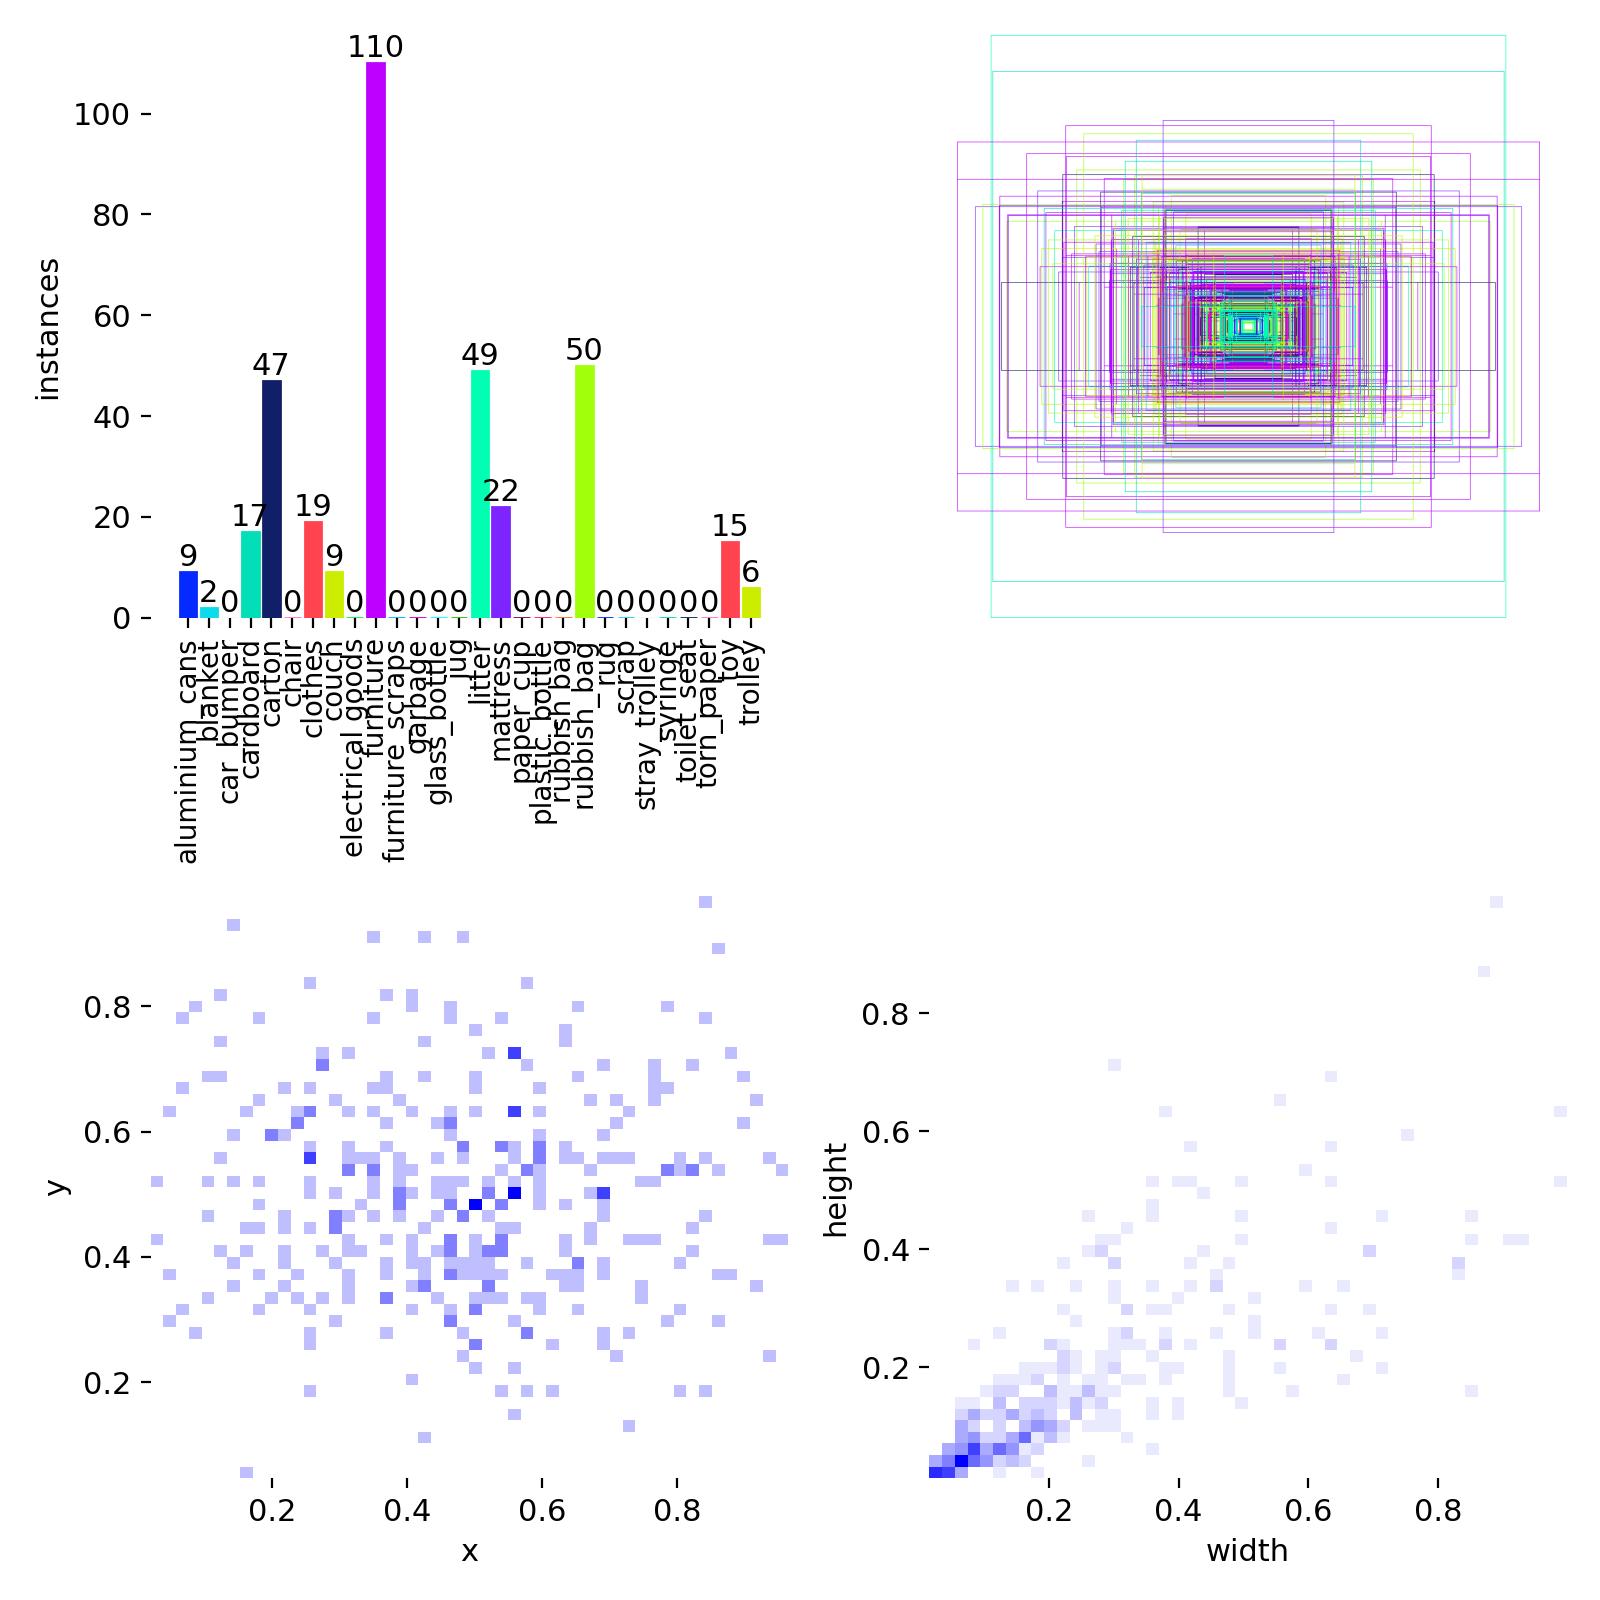 110
100
80
60
40
20
0
instances
9
2
0
17
47
0
19
9
0
110
0
0
0
0
49
22
0
0
0
50
0
0
0
0
0
0
15
6
aluminium_cans
blanket
car_bumper
cardboard
carton
chair
clothes
couch
electrical_goods
furniture
furniture_scraps
garbage
glass_bottle
jug
litter
mattress
paper_cup
plastic_bottle
rubbish bag
rubbish_bag
rug
scrap
stray_trolley
syringe
toilet_seat
torn_paper
toy
trolley
0.8
0.6
0.4
0.2
y
0.2 0.4 0.6 0.8
x
0.8
0.6
0.4
0.2
height
0.2 0.4 0.6 0.8
width